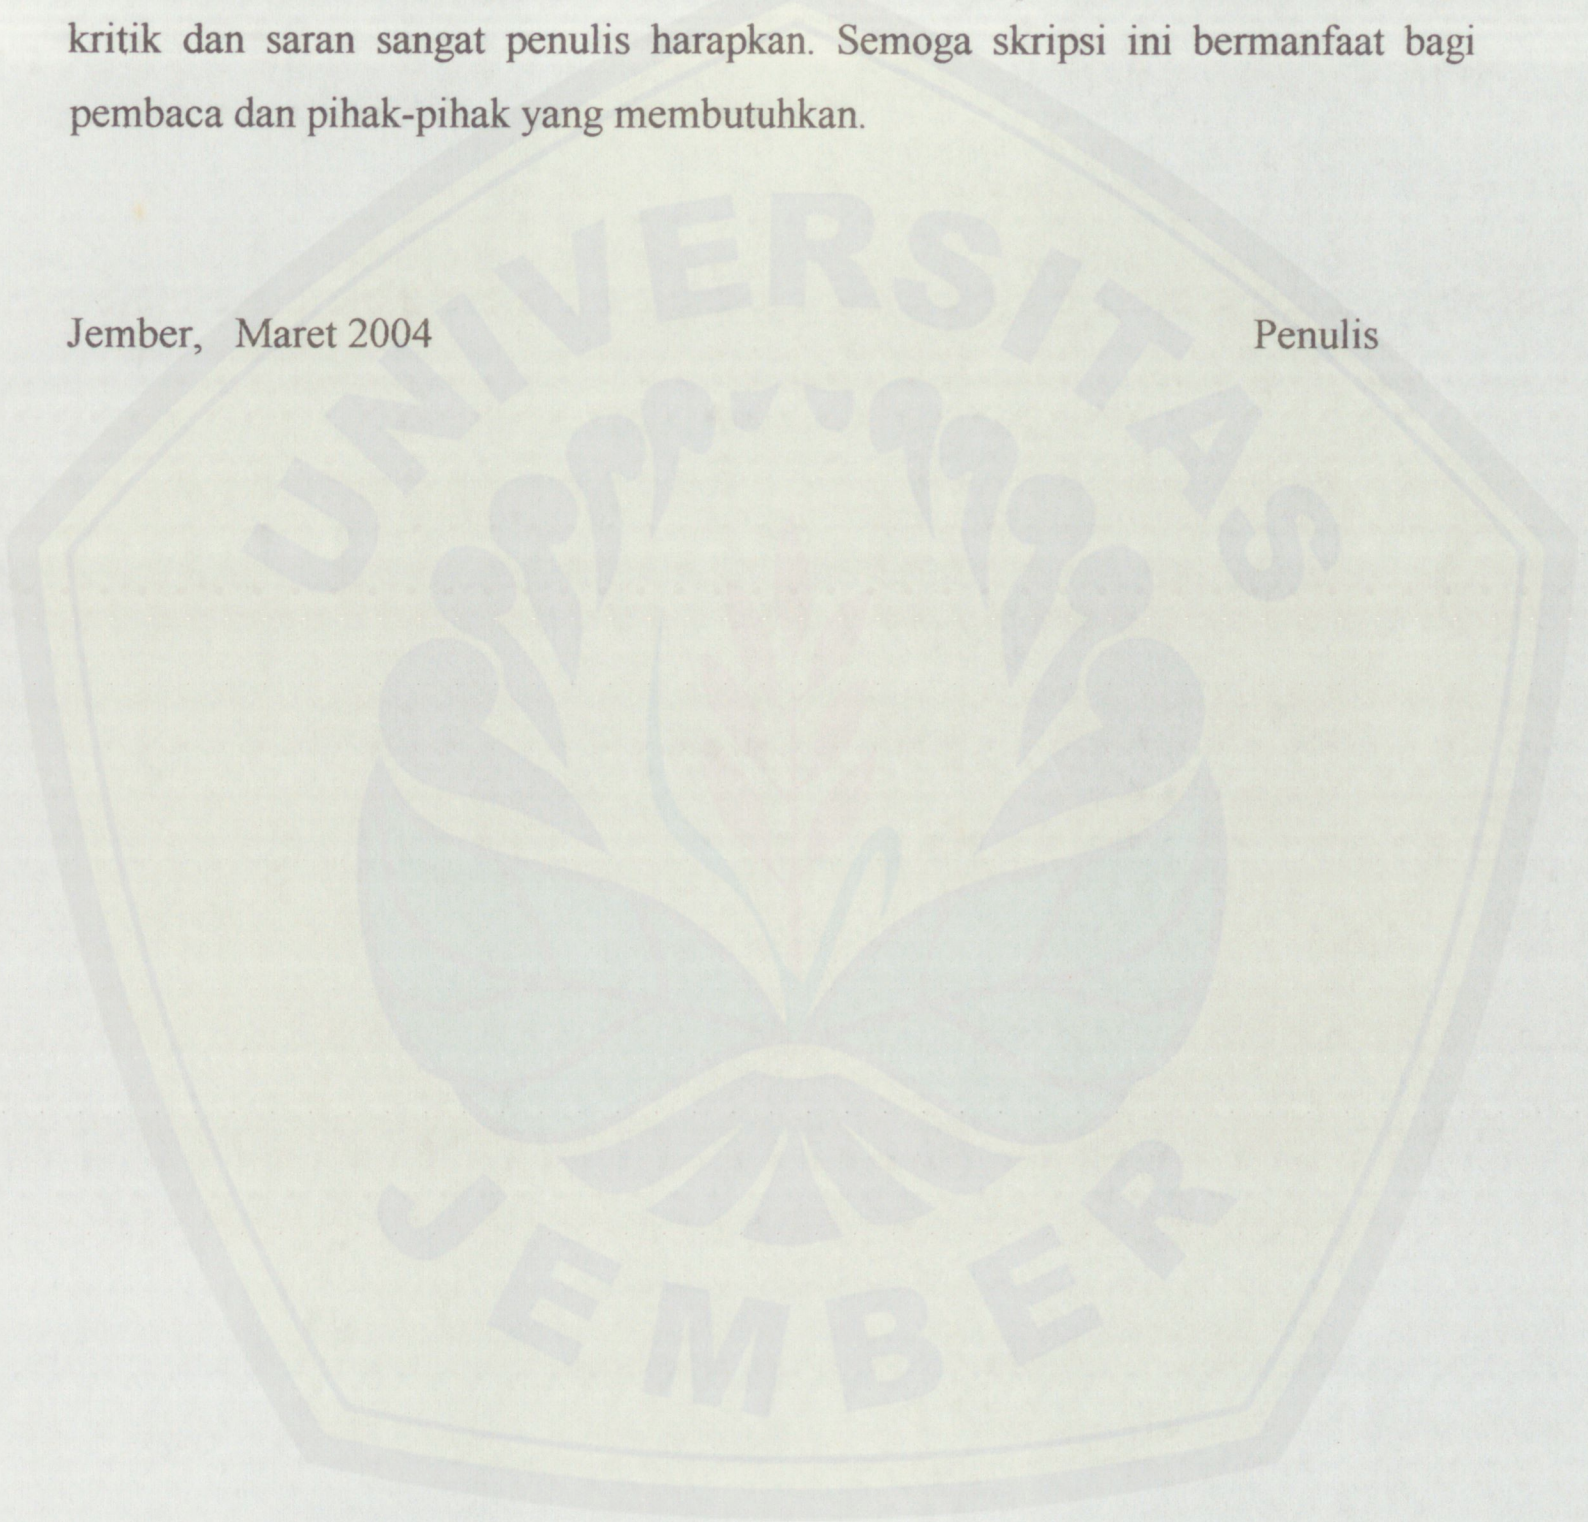 kritik dan saran sangat penulis harapkan. Semoga skripsi ini bermanfaat bagi
pembaca dan pihak-pihak yang membutuhkan.
Jember, Maret 2004 Penulis
UNIVERSITAS
JEMBER